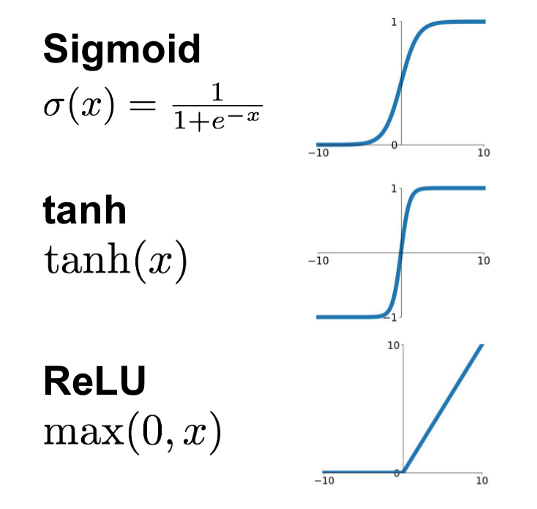 Sigmoid
σ(x) = 1/(1+e^{-x})
1
0
-10
10
tanh
tanh(x)
1
-10
10
-1
ReLU
max(0, x)
10
0
-10
10